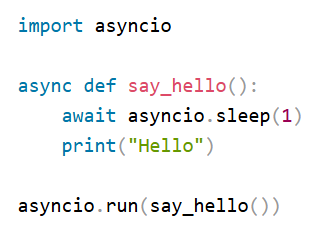 import asyncio

async def say_hello():
    await asyncio.sleep(1)
    print("Hello")

asyncio.run(say_hello())